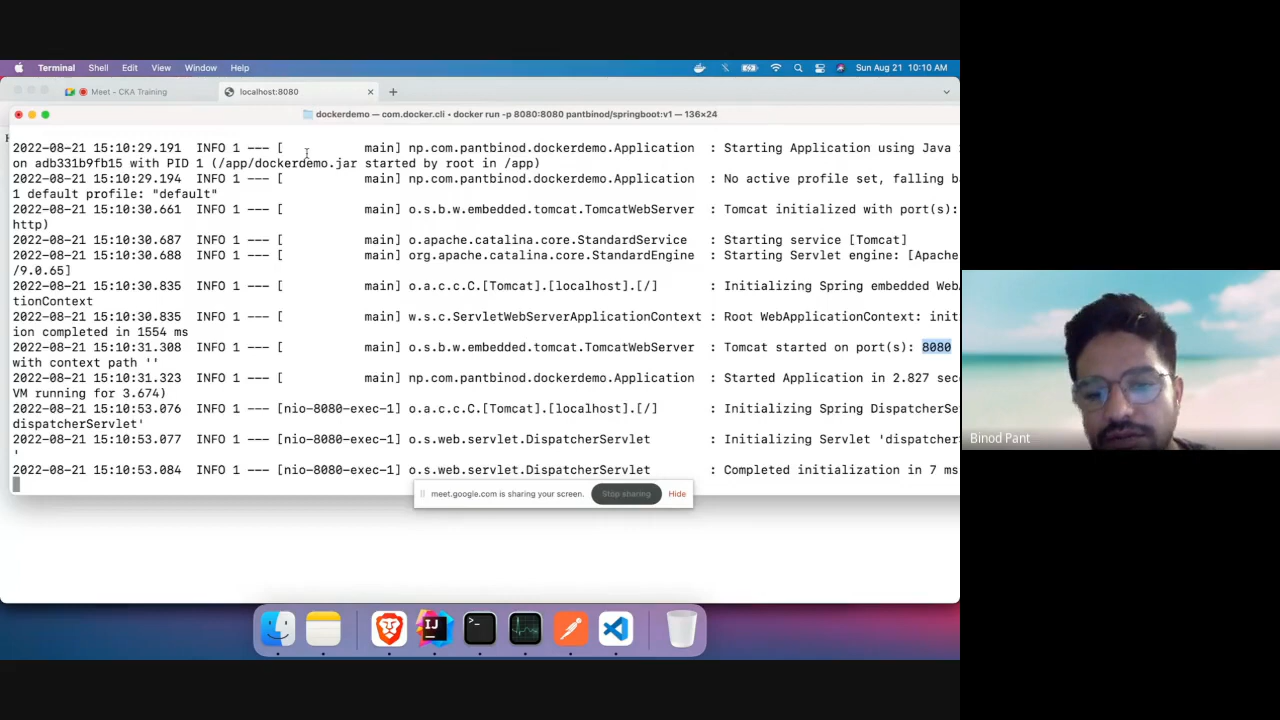 Terminal Shell Edit View Window Help Sun Aug 21 10:10 AM
Meet - CKA Training localhost:8080
dockerdemo — com.docker.cli • docker run -p 8080:8080 pantbinod/springboot:v1 — 136×24
2022-08-21 15:10:29.191 INFO 1 --- [ main] np.com.pantbinod.dockerdemo.Application : Starting Application using Java
on adb331b9fb15 with PID 1 (/app/dockerdemo.jar started by root in /app)
2022-08-21 15:10:29.194 INFO 1 --- [ main] np.com.pantbinod.dockerdemo.Application : No active profile set, falling b
1 default profile: "default"
2022-08-21 15:10:30.661 INFO 1 --- [ main] o.s.b.w.embedded.tomcat.TomcatWebServer : Tomcat initialized with port(s):
http)
2022-08-21 15:10:30.687 INFO 1 --- [ main] o.apache.catalina.core.StandardService : Starting service [Tomcat]
2022-08-21 15:10:30.688 INFO 1 --- [ main] org.apache.catalina.core.StandardEngine : Starting Servlet engine: [Apache
/9.0.65]
2022-08-21 15:10:30.835 INFO 1 --- [ main] o.a.c.c.C.[Tomcat].[localhost].[/] : Initializing Spring embedded Web
tionContext
2022-08-21 15:10:30.835 INFO 1 --- [ main] w.s.c.ServletWebServerApplicationContext : Root WebApplicationContext: init
ion completed in 1554 ms
2022-08-21 15:10:31.308 INFO 1 --- [ main] o.s.b.w.embedded.tomcat.TomcatWebServer : Tomcat started on port(s): 8080
with context path ''
2022-08-21 15:10:31.323 INFO 1 --- [ main] np.com.pantbinod.dockerdemo.Application : Started Application in 2.827 sec
VM running for 3.674)
2022-08-21 15:10:53.076 INFO 1 --- [nio-8080-exec-1] o.a.c.c.C.[Tomcat].[localhost].[/] : Initializing Spring DispatcherSe
dispatcherServlet'
2022-08-21 15:10:53.077 INFO 1 --- [nio-8080-exec-1] o.s.web.servlet.DispatcherServlet : Initializing Servlet 'dispatche
'
2022-08-21 15:10:53.084 INFO 1 --- [nio-8080-exec-1] o.s.web.servlet.DispatcherServlet : Completed initialization in 7 ms
meet.google.com is sharing your screen. Stop sharing Hide
Binod Pant
IJ